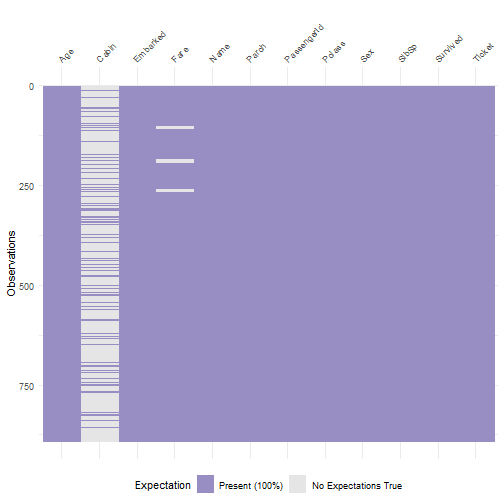 Age Cabin Embarked Fare Name Parch PassengerId Pclass Sex SibSp Survived Ticket
0
250
500
750
Observations
Expectation Present (100%) No Expectations True